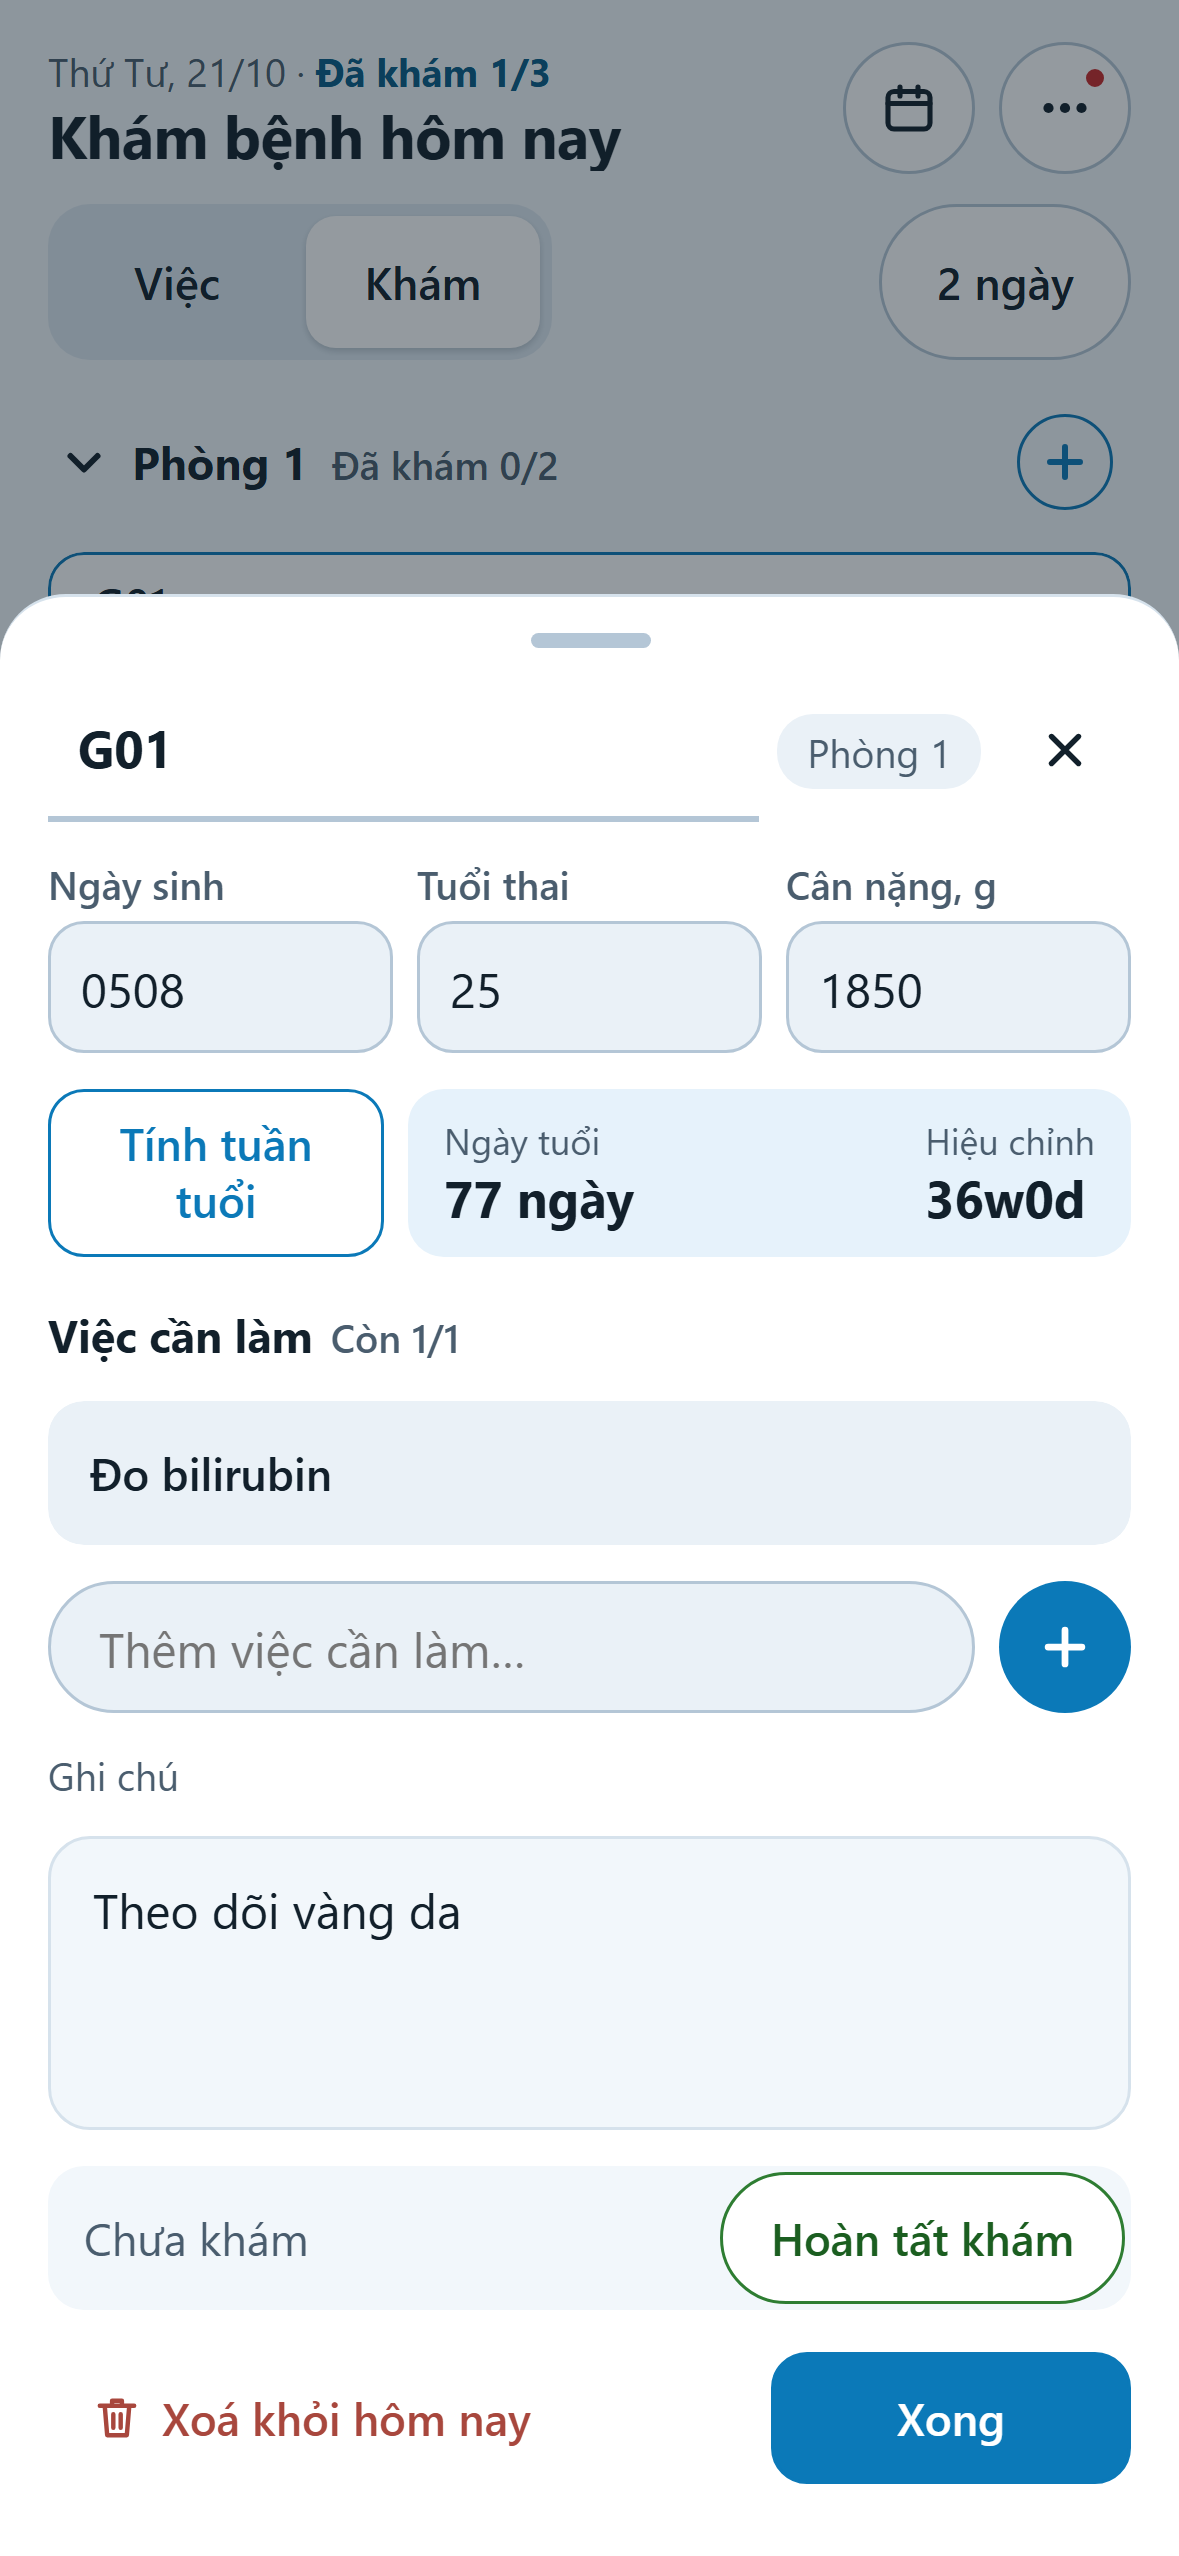 Thứ Tư, 21/10 · Đã khám 1/3
Khám bệnh hôm nay
Việc
Khám
2 ngày
Phòng 1 Đã khám 0/2
G01
Phòng 1
Ngày sinh
Tuổi thai
Cân nặng, g
0508
25
1850
Tính tuần
tuổi
Ngày tuổi
77 ngày
Hiệu chỉnh
36w0d
Việc cần làm Còn 1/1
Đo bilirubin
Thêm việc cần làm...
Ghi chú
Theo dõi vàng da
Chưa khám
Hoàn tất khám
Xoá khỏi hôm nay
Xong